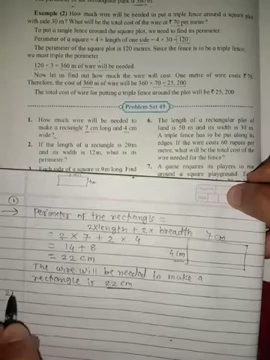 Example (2) How much wire will be needed to put a triple fence around a square plot
with side 30 m? What will be the total cost of the wire at ₹ 70 per metre?
To put a triple fence around the square plot, we need to find its perimeter.
Perimeter of a square = 4 × length of one side = 4 × 30 = 120
The perimeter of the square plot is 120 metres. Since the fence is to be a triple fence,
we must triple the perimeter.
120 × 3 = 360 m of wire will be needed.
Now let us find out how much the wire will cost. One metre of wire costs ₹ 70
Therefore, the cost of 360 m of wire will be 360 × 70 = 25,200
The total cost of wire for putting a triple fence around the plot will be ₹ 25,200
Problem Set 49
1. How much wire will be needed to
make a rectangle 7 cm long and 4 cm
wide?
2. If the length of a rectangle is 20m
and its width is 12m, what is its
perimeter?
3. Each side of a square is 9m long. Find
6. The length of a rectangular plot of
land is 50 m and its width is 30 m.
A triple fence has to be put along its
edges. If the wire costs 60 rupees per
metre, what will be the total cost of the
wire needed for the fence?
7. A game requires its players to run
around a square playground
4m
1)
→ Perimeter of the rectangle =
2×length + 2× breadth
= 2 × 7 + 2 × 4
= 14 + 8
= 22 cm
7 cm
4 cm
The wire will be needed to make a
rectangle is 22 cm
2)